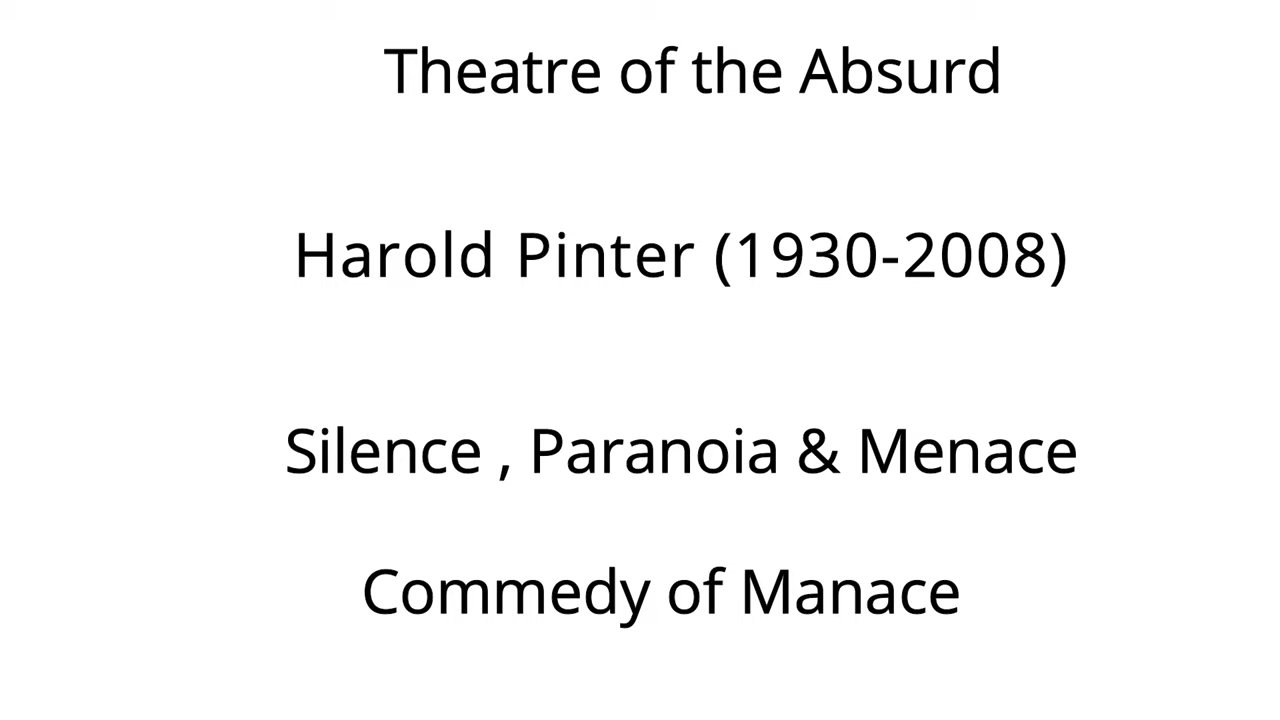 Theatre of the Absurd
Harold Pinter (1930-2008)
Silence , Paranoia & Menace
Commedy of Manace